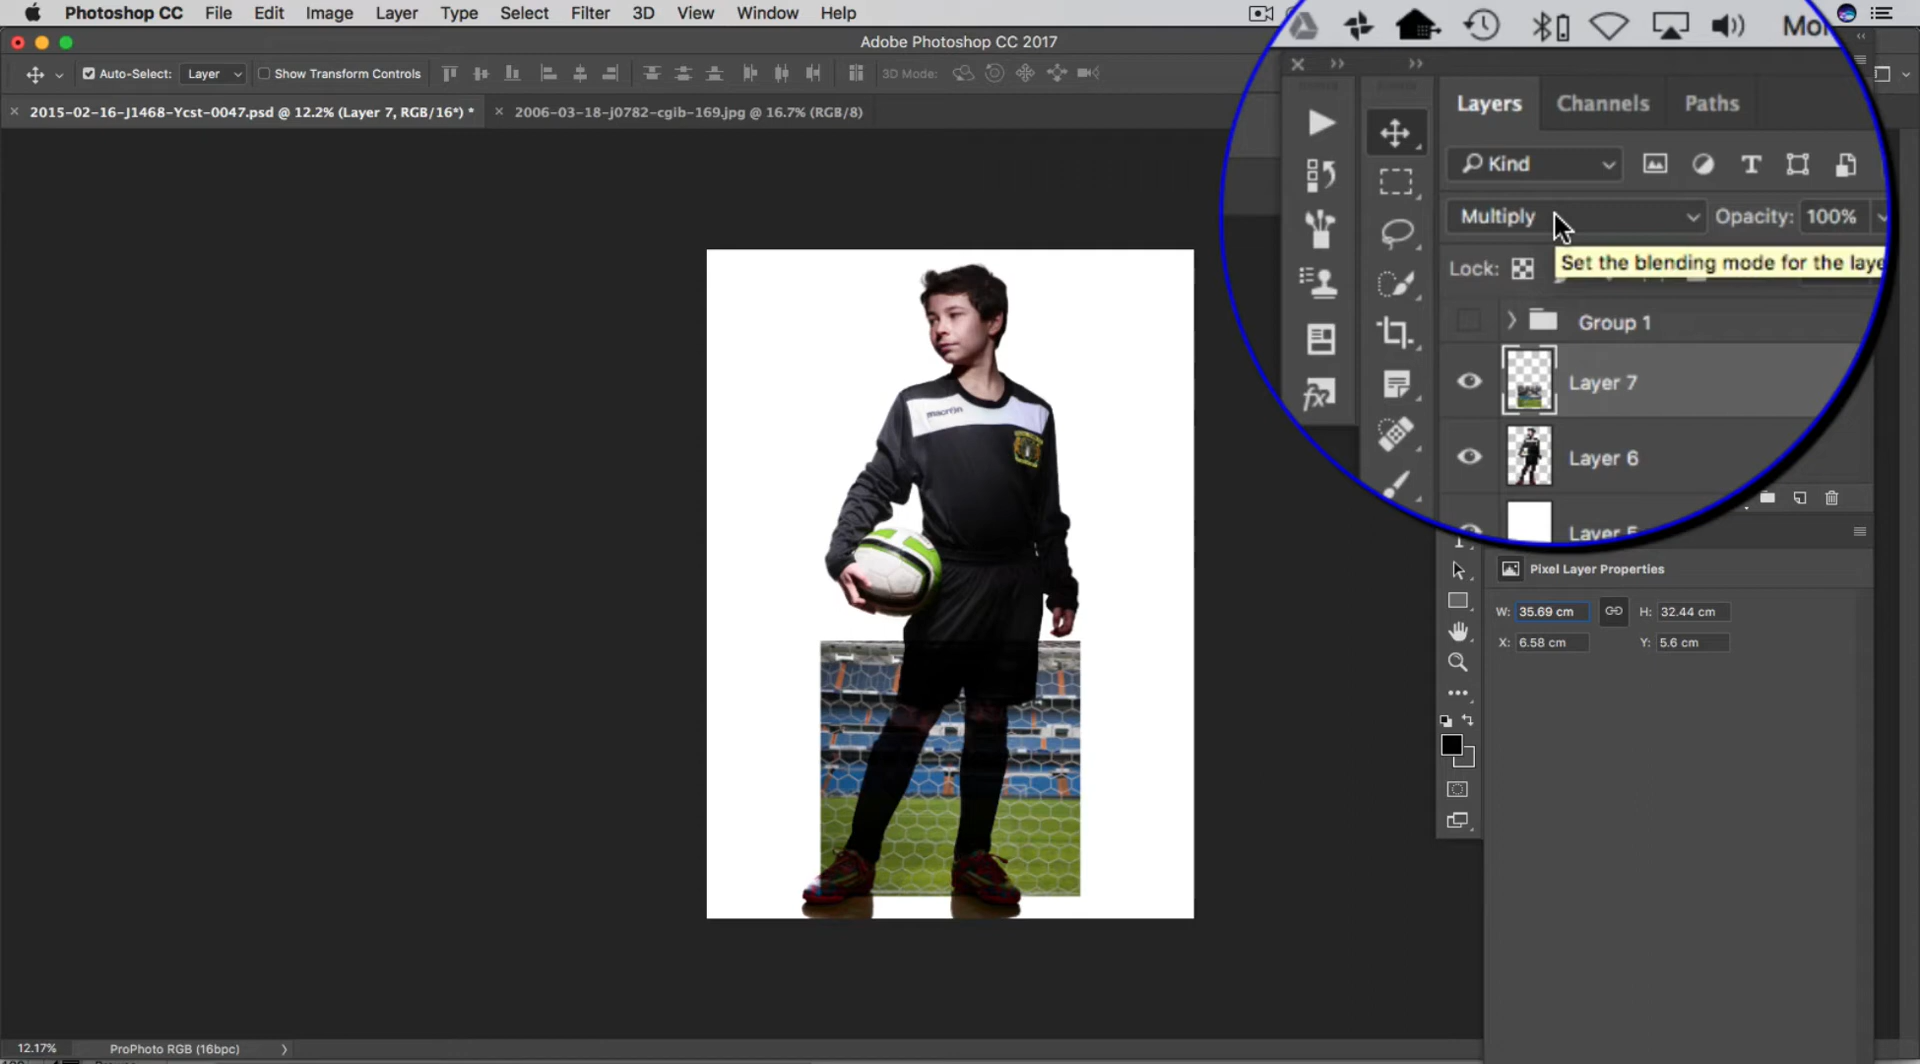 Photoshop CC File Edit Image Layer Type Select Filter 3D View Window Help
Adobe Photoshop CC 2017
Auto-Select: Layer Show Transform Controls 3D Mode:
× 2015-02-16-J1468-Ycst-0047.psd @ 12.2% (Layer 7, RGB/16*) * × 2006-03-18-j0782-cgib-169.jpg @ 16.7% (RGB/8)
Layers Channels Paths
Kind
Multiply Opacity: 100%
Set the blending mode for the laye
Lock:
Group 1
Layer 7
Layer 6
Layer
macron
Pixel Layer Properties
W: 35.69 cm H: 32.44 cm
X: 6.58 cm Y: 5.6 cm
12.17% ProPhoto RGB (16bpc)